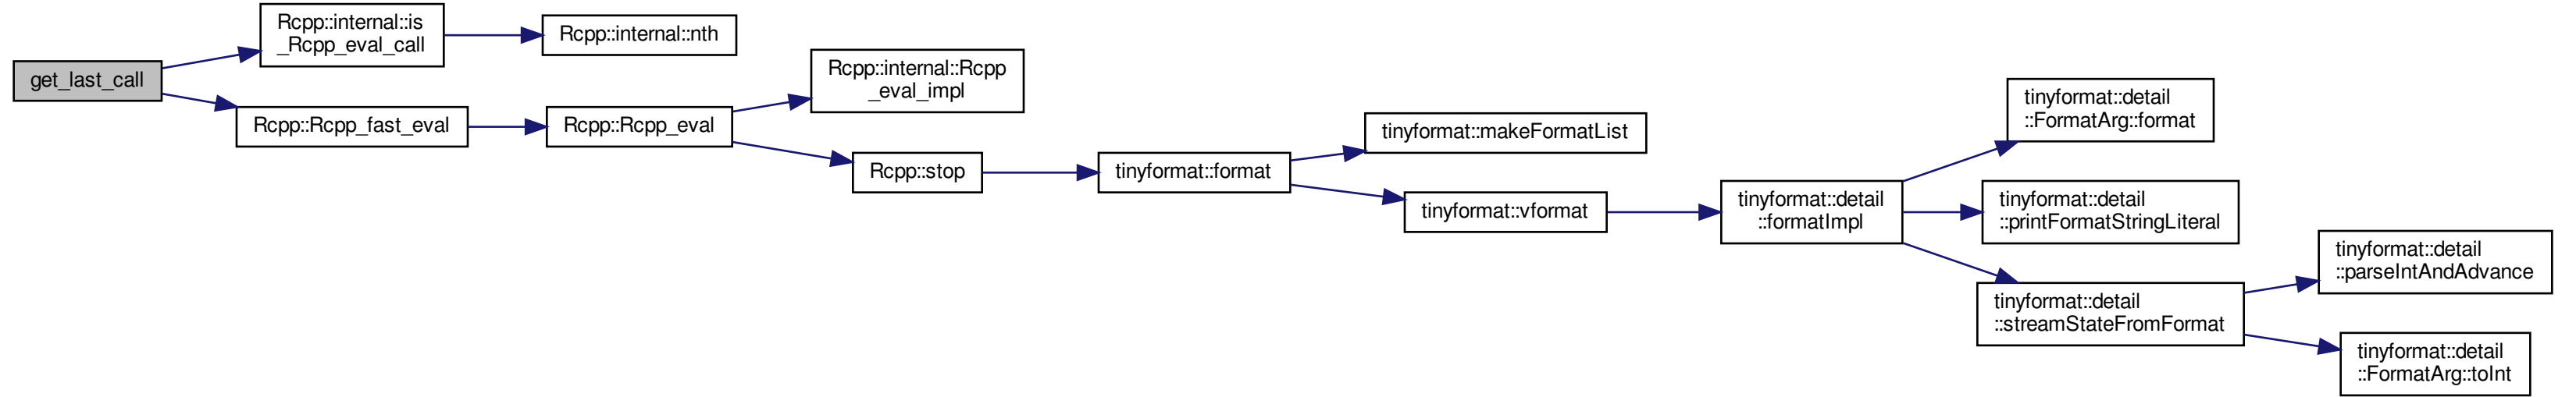 get_last_call
Rcpp::internal::is
_Rcpp_eval_call
Rcpp::internal::nth
Rcpp::Rcpp_fast_eval
Rcpp::Rcpp_eval
Rcpp::internal::Rcpp
_eval_impl
Rcpp::stop
tinyformat::format
tinyformat::makeFormatList
tinyformat::vformat
tinyformat::detail
::formatImpl
tinyformat::detail
::FormatArg::format
tinyformat::detail
::printFormatStringLiteral
tinyformat::detail
::streamStateFromFormat
tinyformat::detail
::parseIntAndAdvance
tinyformat::detail
::FormatArg::toInt